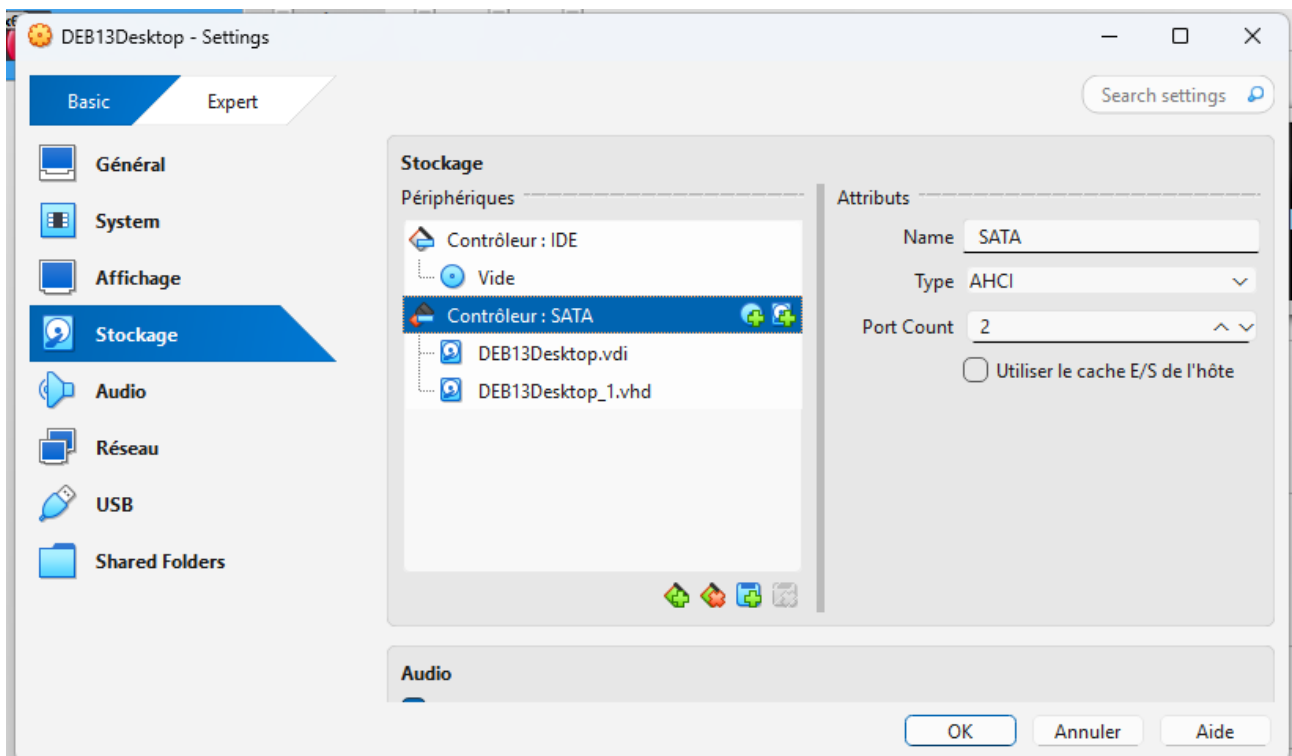 DEB13Desktop - Settings
Basic
Expert
Search settings
Général
System
Affichage
Stockage
Audio
Réseau
USB
Shared Folders
Stockage
Périphériques
Contrôleur : IDE
Vide
Contrôleur : SATA
DEB13Desktop.vdi
DEB13Desktop_1.vhd
Attributs
Name SATA
Type AHCI
Port Count 2
Utiliser le cache E/S de l'hôte
Audio
OK
Annuler
Aide